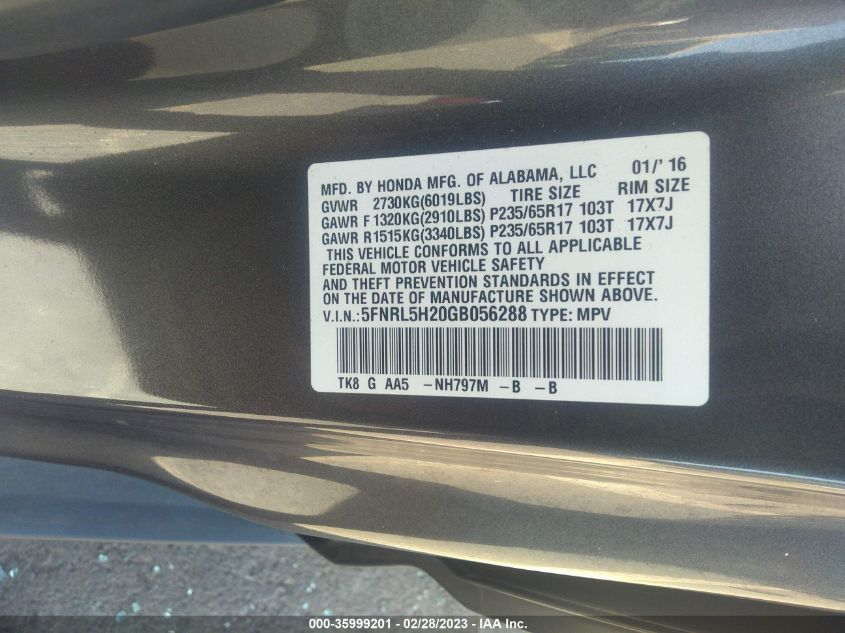 MFD. BY HONDA MFG. OF ALABAMA, LLC 01/' 16
GVWR 2730KG(6019LBS) TIRE SIZE RIM SIZE
GAWR F1320KG(2910LBS) P235/65R17 103T 17X7J
GAWR R1515KG(3340LBS) P235/65R17 103T 17X7J
THIS VEHICLE CONFORMS TO ALL APPLICABLE
FEDERAL MOTOR VEHICLE SAFETY
AND THEFT PREVENTION STANDARDS IN EFFECT
ON THE DATE OF MANUFACTURE SHOWN ABOVE.
V.I.N.:5FNRL5H20GB056288 TYPE: MPV
TK8 G AA5 -NH797M -B -B
000-35999201 - 02/28/2023 - IAA Inc.